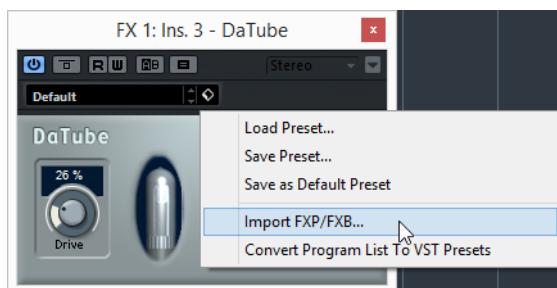 FX 1: Ins. 3 - DaTube
x
R W AB Stereo
Default
Load Preset...
DaTube
Save Preset...
26 %
Save as Default Preset
Import FXP/FXB...
Drive
Convert Program List To VST Presets